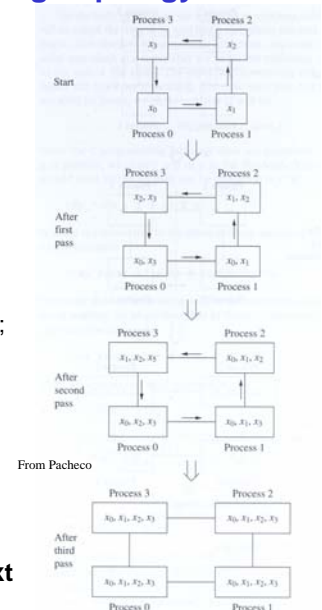 g topology
Process 3 Process 2
x₃ x₂
Start
x₀ x₁
Process 0 Process 1
Process 3 Process 2
x₂, x₃ x₁, x₂
After
first
pass
x₀, x₃ x₀, x₁
Process 0 Process 1
;
Process 3 Process 2
x₁, x₂, x₃ x₀, x₁, x₂
After
second
pass
x₀, x₂, x₃ x₀, x₁, x₃
Process 0 Process 1
From Pacheco
Process 3 Process 2
x₀, x₁, x₂, x₃ x₀, x₁, x₂, x₃
After
third
pass
xt
x₀, x₁, x₂, x₃ x₀, x₁, x₂, x₃
Process 0 Process 1